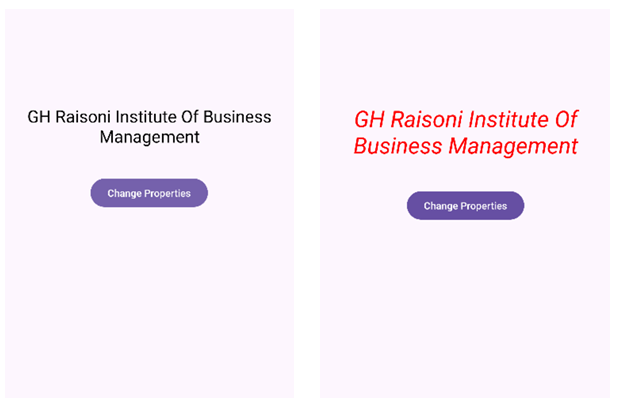 GH Raisoni Institute Of Business
Management
Change Properties
GH Raisoni Institute Of
Business Management
Change Properties